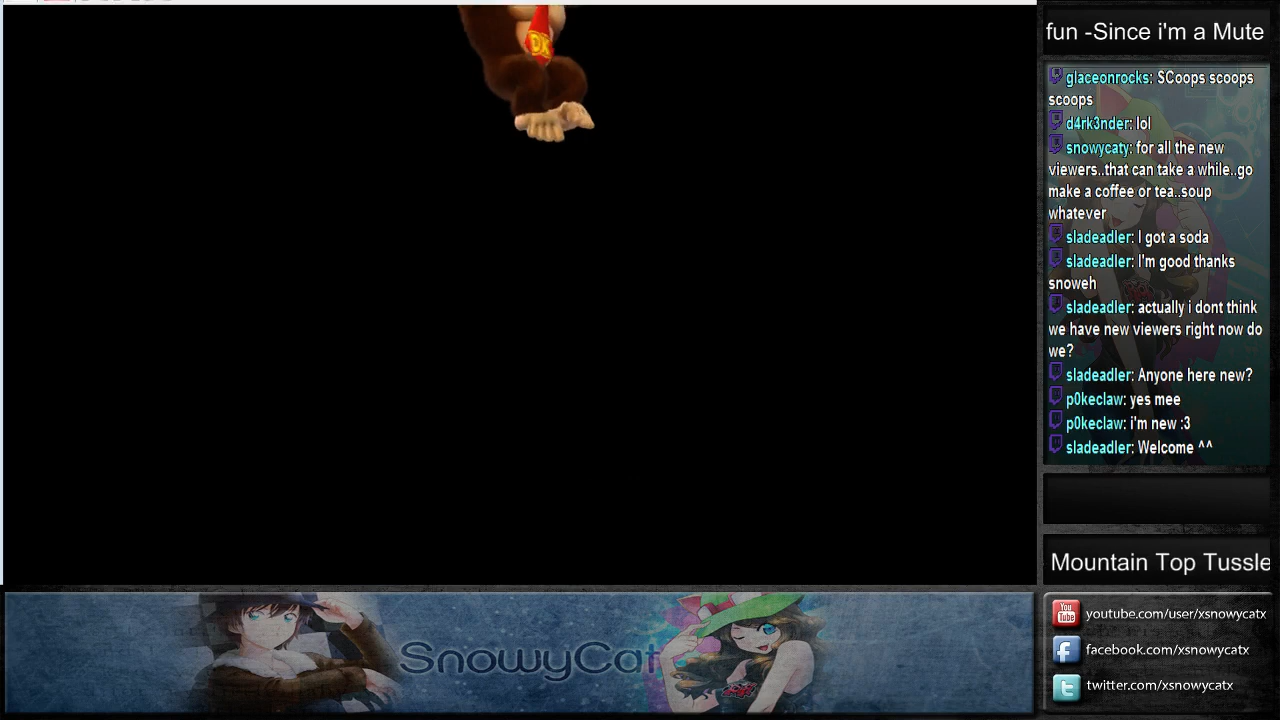 DK
fun -Since i'm a Mute
glaceonrocks: SCoops scoops
scoops
d4rk3nder: lol
snowycaty: for all the new
viewers..that can take a while..go
make a coffee or tea..soup
whatever
sladeadler: I got a soda
sladeadler: I'm good thanks
snoweh
sladeadler: actually i dont think
we have new viewers right now do
we?
sladeadler: Anyone here new?
p0keclaw: yes mee
p0keclaw: i'm new :3
sladeadler: Welcome ^^
Mountain Top Tussle
SnowyCat
You Tube youtube.com/user/xsnowycatx
facebook.com/xsnowycatx
twitter.com/xsnowycatx